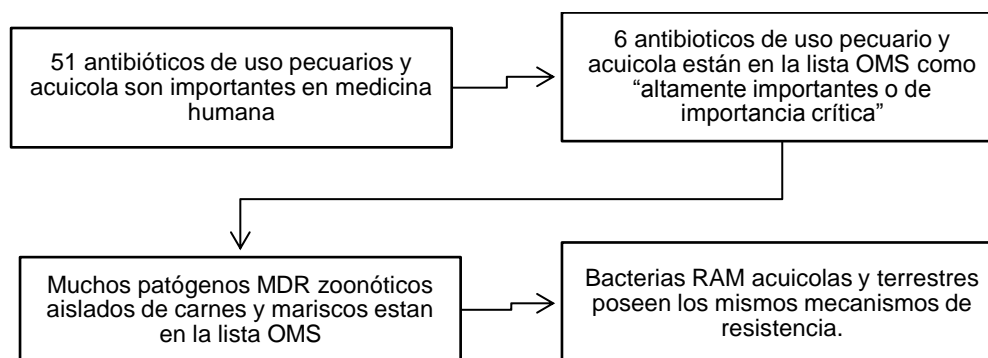 51 antibióticos de uso pecuarios y
acuicola son importantes en medicina
humana
6 antibioticos de uso pecuario y
acuicola están en la lista OMS como
“altamente importantes o de
importancia crítica”
Muchos patógenos MDR zoonóticos
aislados de carnes y mariscos estan
en la lista OMS
Bacterias RAM acuicolas y terrestres
poseen los mismos mecanismos de
resistencia.